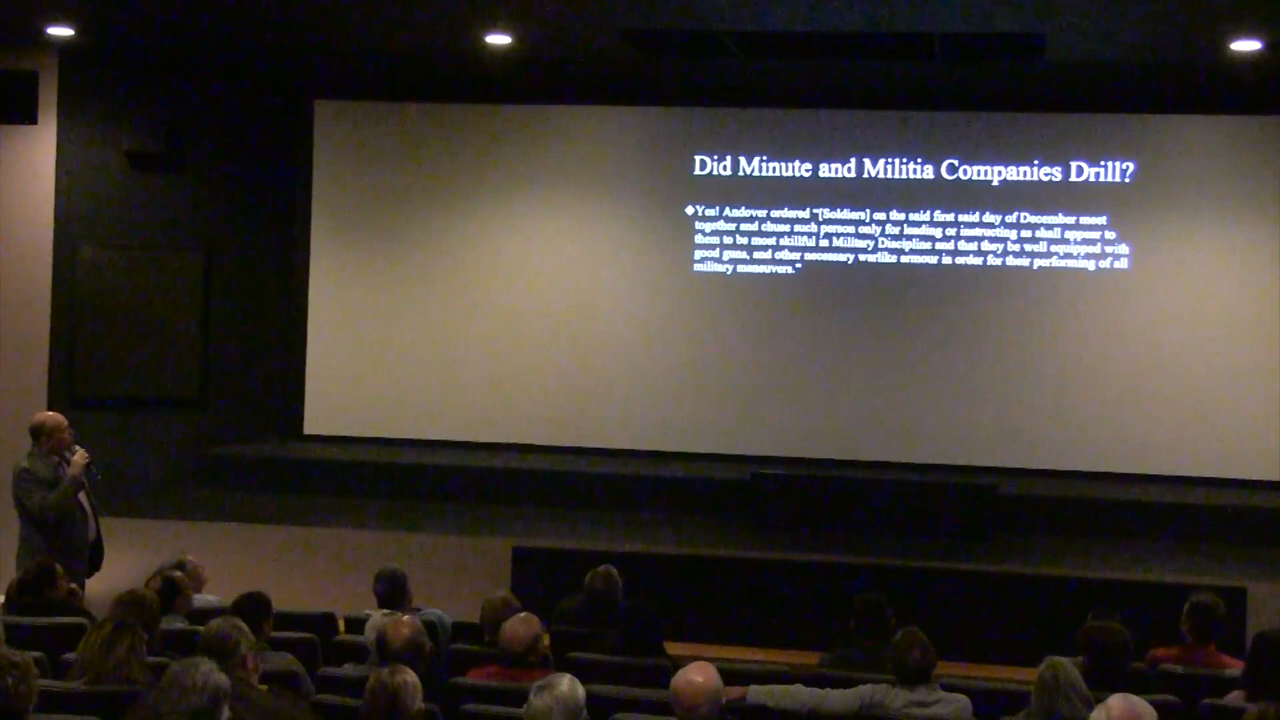 Did Minute and Militia Companies Drill?
❖Yes! Andover ordered "[Soldiers] on the said first said day of December meet
together and chuse such person only for leading or instructing as shall appear to
them to be most skillful in Military Discipline and that they be well equipped with
good guns, and other necessary warlike armour in order for their performing of all
military maneuvers."